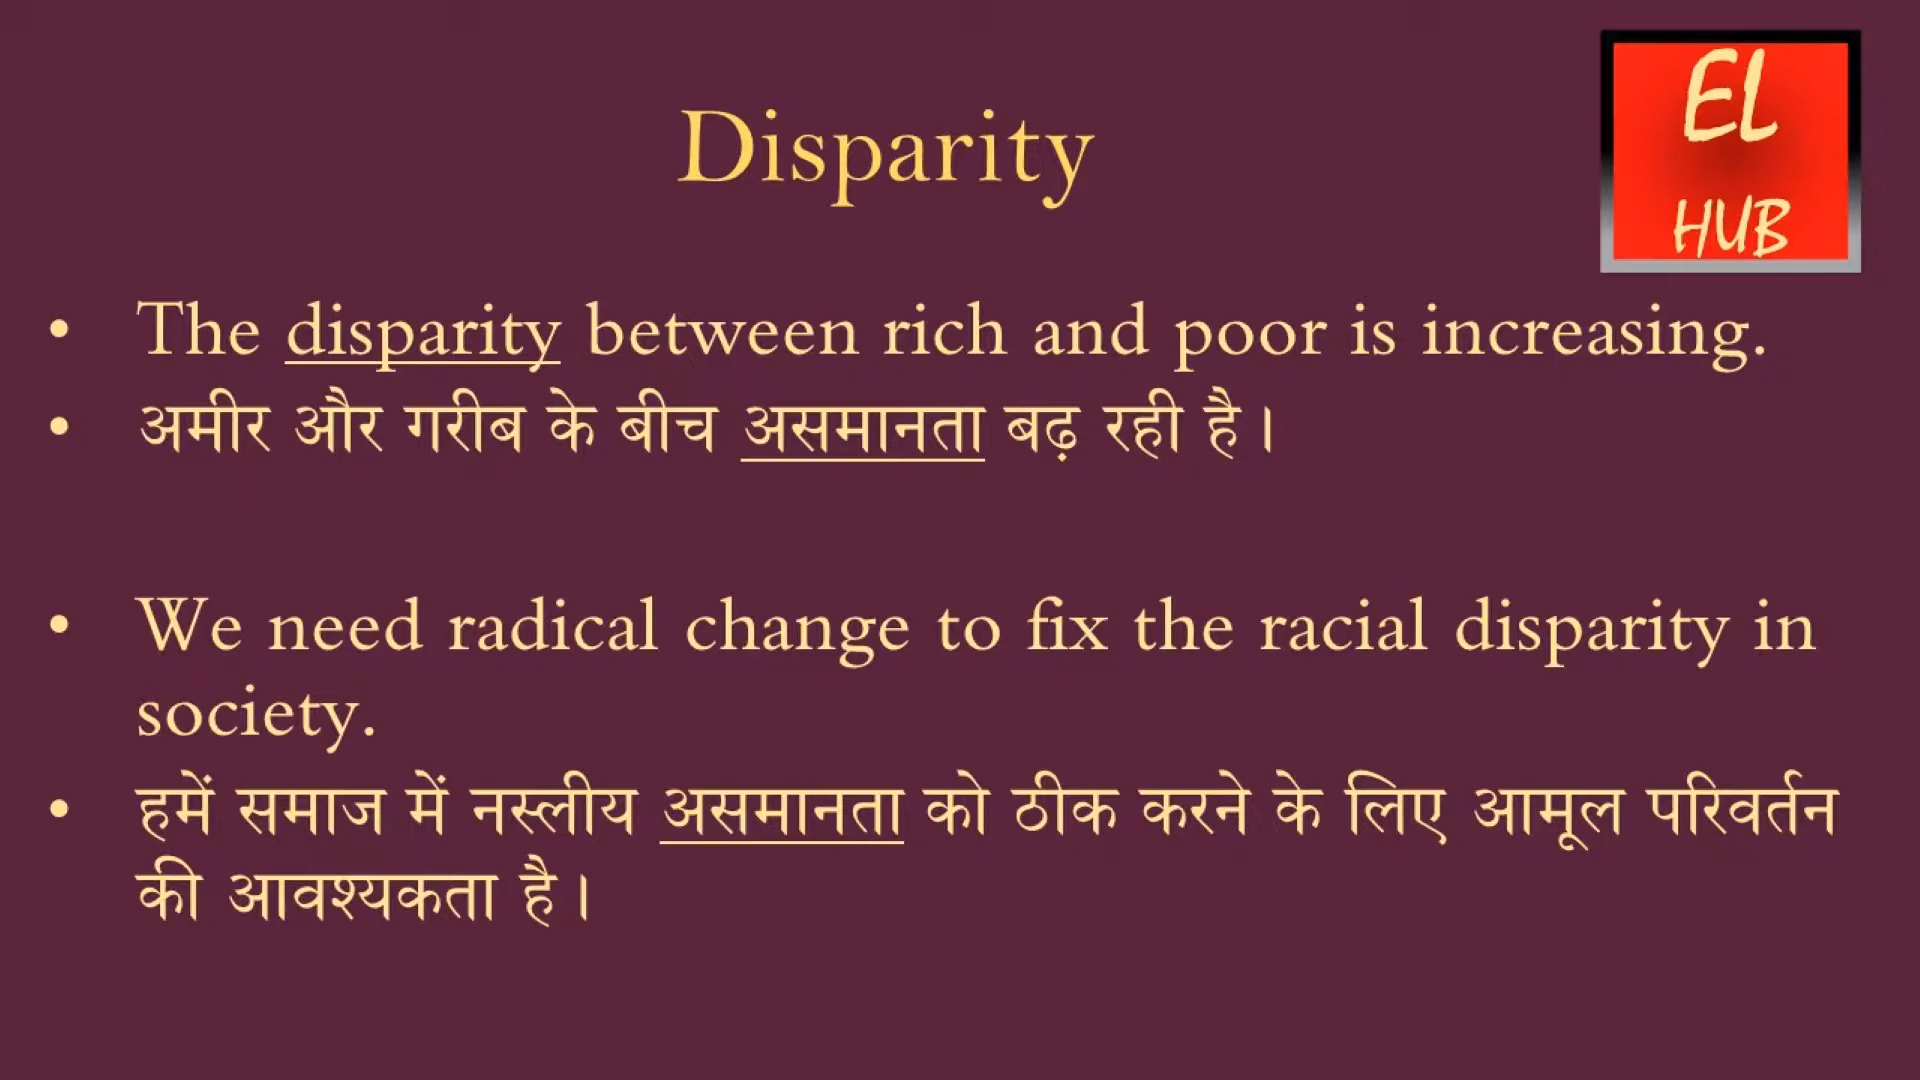 EL
HUB
Disparity
• The disparity between rich and poor is increasing.
• अमीर और गरीब के बीच असमानता बढ़ रही है।
• We need radical change to fix the racial disparity in
society.
• हमें समाज में नस्लीय असमानता को ठीक करने के लिए आमूल परिवर्तन
की आवश्यकता है।